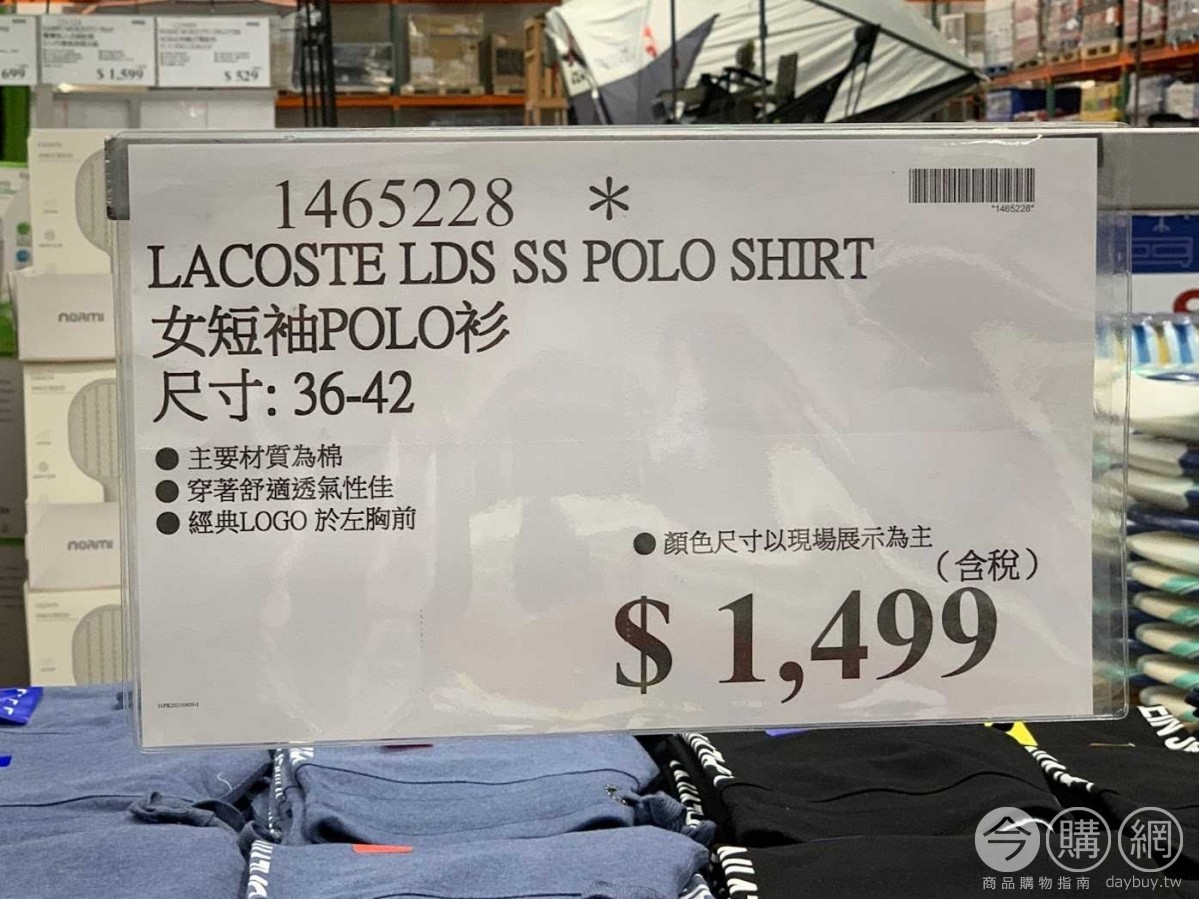 699
$ 1,599
$ 529
1465228 *
*1465228*
LACOSTE LDS SS POLO SHIRT
女短袖POLO衫
尺寸: 36-42
● 主要材質為棉
● 穿著舒適透氣性佳
● 經典LOGO 於左胸前
● 顏色尺寸以現場展示為主
（含稅）
$ 1,499
nøRMI
nøRMI
今購網
商品購物指南 daybuy.tw